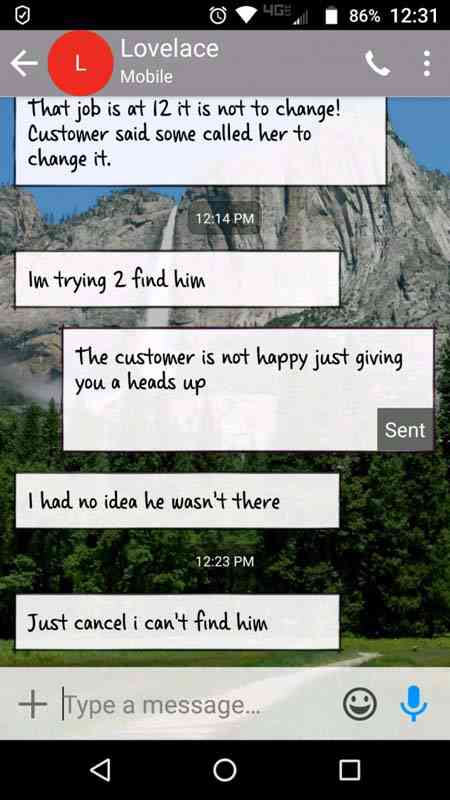 4G 86% 12:31
L
Lovelace
Mobile
That job is at 12 it is not to change!
Customer said some called her to
change it.
12:14 PM
Im trying 2 find him
The customer is not happy just giving
you a heads up
Sent
I had no idea he wasn't there
12:23 PM
Just cancel i can't find him
Type a message...